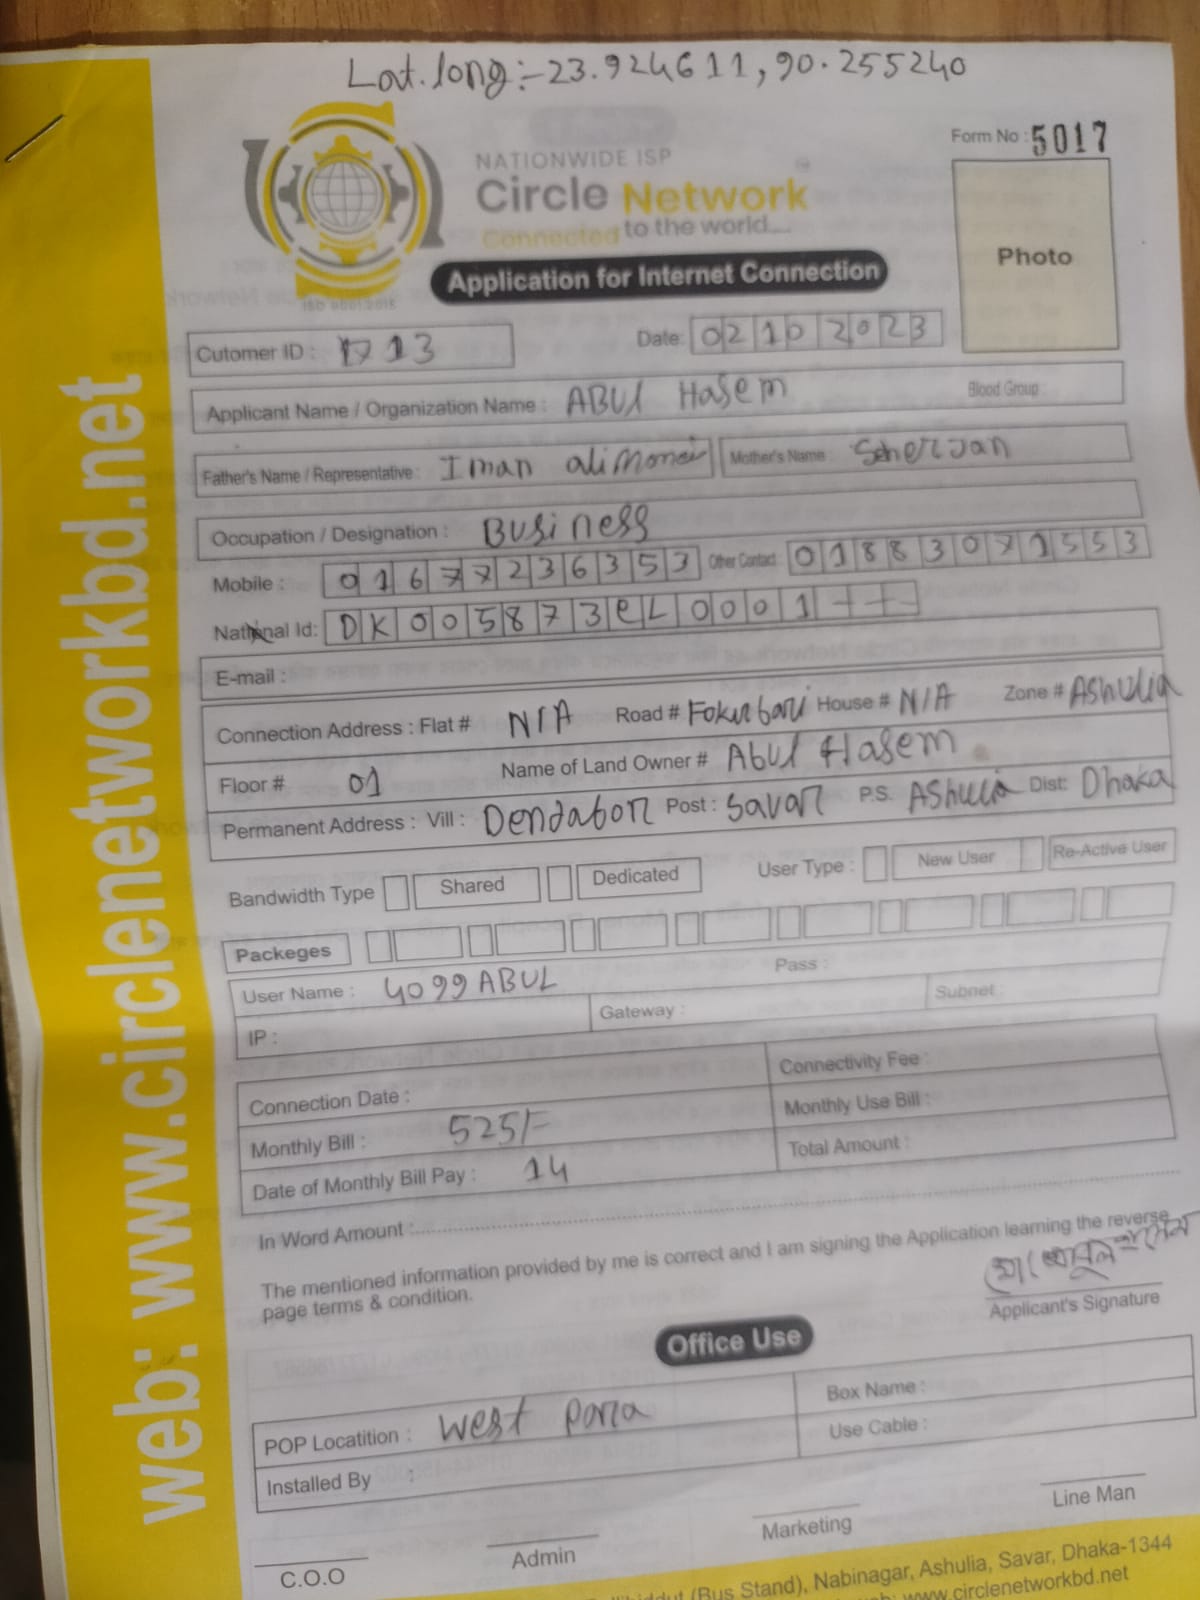 Lat.long:-23.924611,90.255240
Form No : 5017
NATIONWIDE ISP
Circle Network
Connected to the world....
Photo
Application for Internet Connection
Cutomer ID : 1713
Date: 02102023
Applicant Name / Organization Name : ABUL Hasem Blood Group :
Father's Name / Representative : Iman ali Mother's Name :
Occupation / Designation : Business
Mobile : 01677236353 Other Contact : 01883071553
National Id: DK005873eL0001
E-mail :
Connection Address : Flat # N/A Road # Fokirbari House # N/A Zone # Ashulia
Floor # 01 Name of Land Owner # Abul Hasem
Permanent Address : Vill : Dendabor Post : Savar P.S. Ashulia Dist: Dhaka
Bandwidth Type Shared Dedicated User Type : New User Re-Active User
Packeges
User Name : 4099ABUL Pass :
IP : Gateway : Subnet :
Connection Date : Connectivity Fee :
Monthly Bill : 525/- Monthly Use Bill :
Date of Monthly Bill Pay : 14 Total Amount :
In Word Amount :
The mentioned information provided by me is correct and I am signing the Application learning the reverse
page terms & condition.
Applicant's Signature
Office Use
POP Locatition : West para Box Name :
Installed By : Use Cable :
C.O.O Admin Marketing Line Man
(Bus Stand), Nabinagar, Ashulia, Savar, Dhaka-1344
www.circlenetworkbd.net
web: www.circlenetworkbd.net